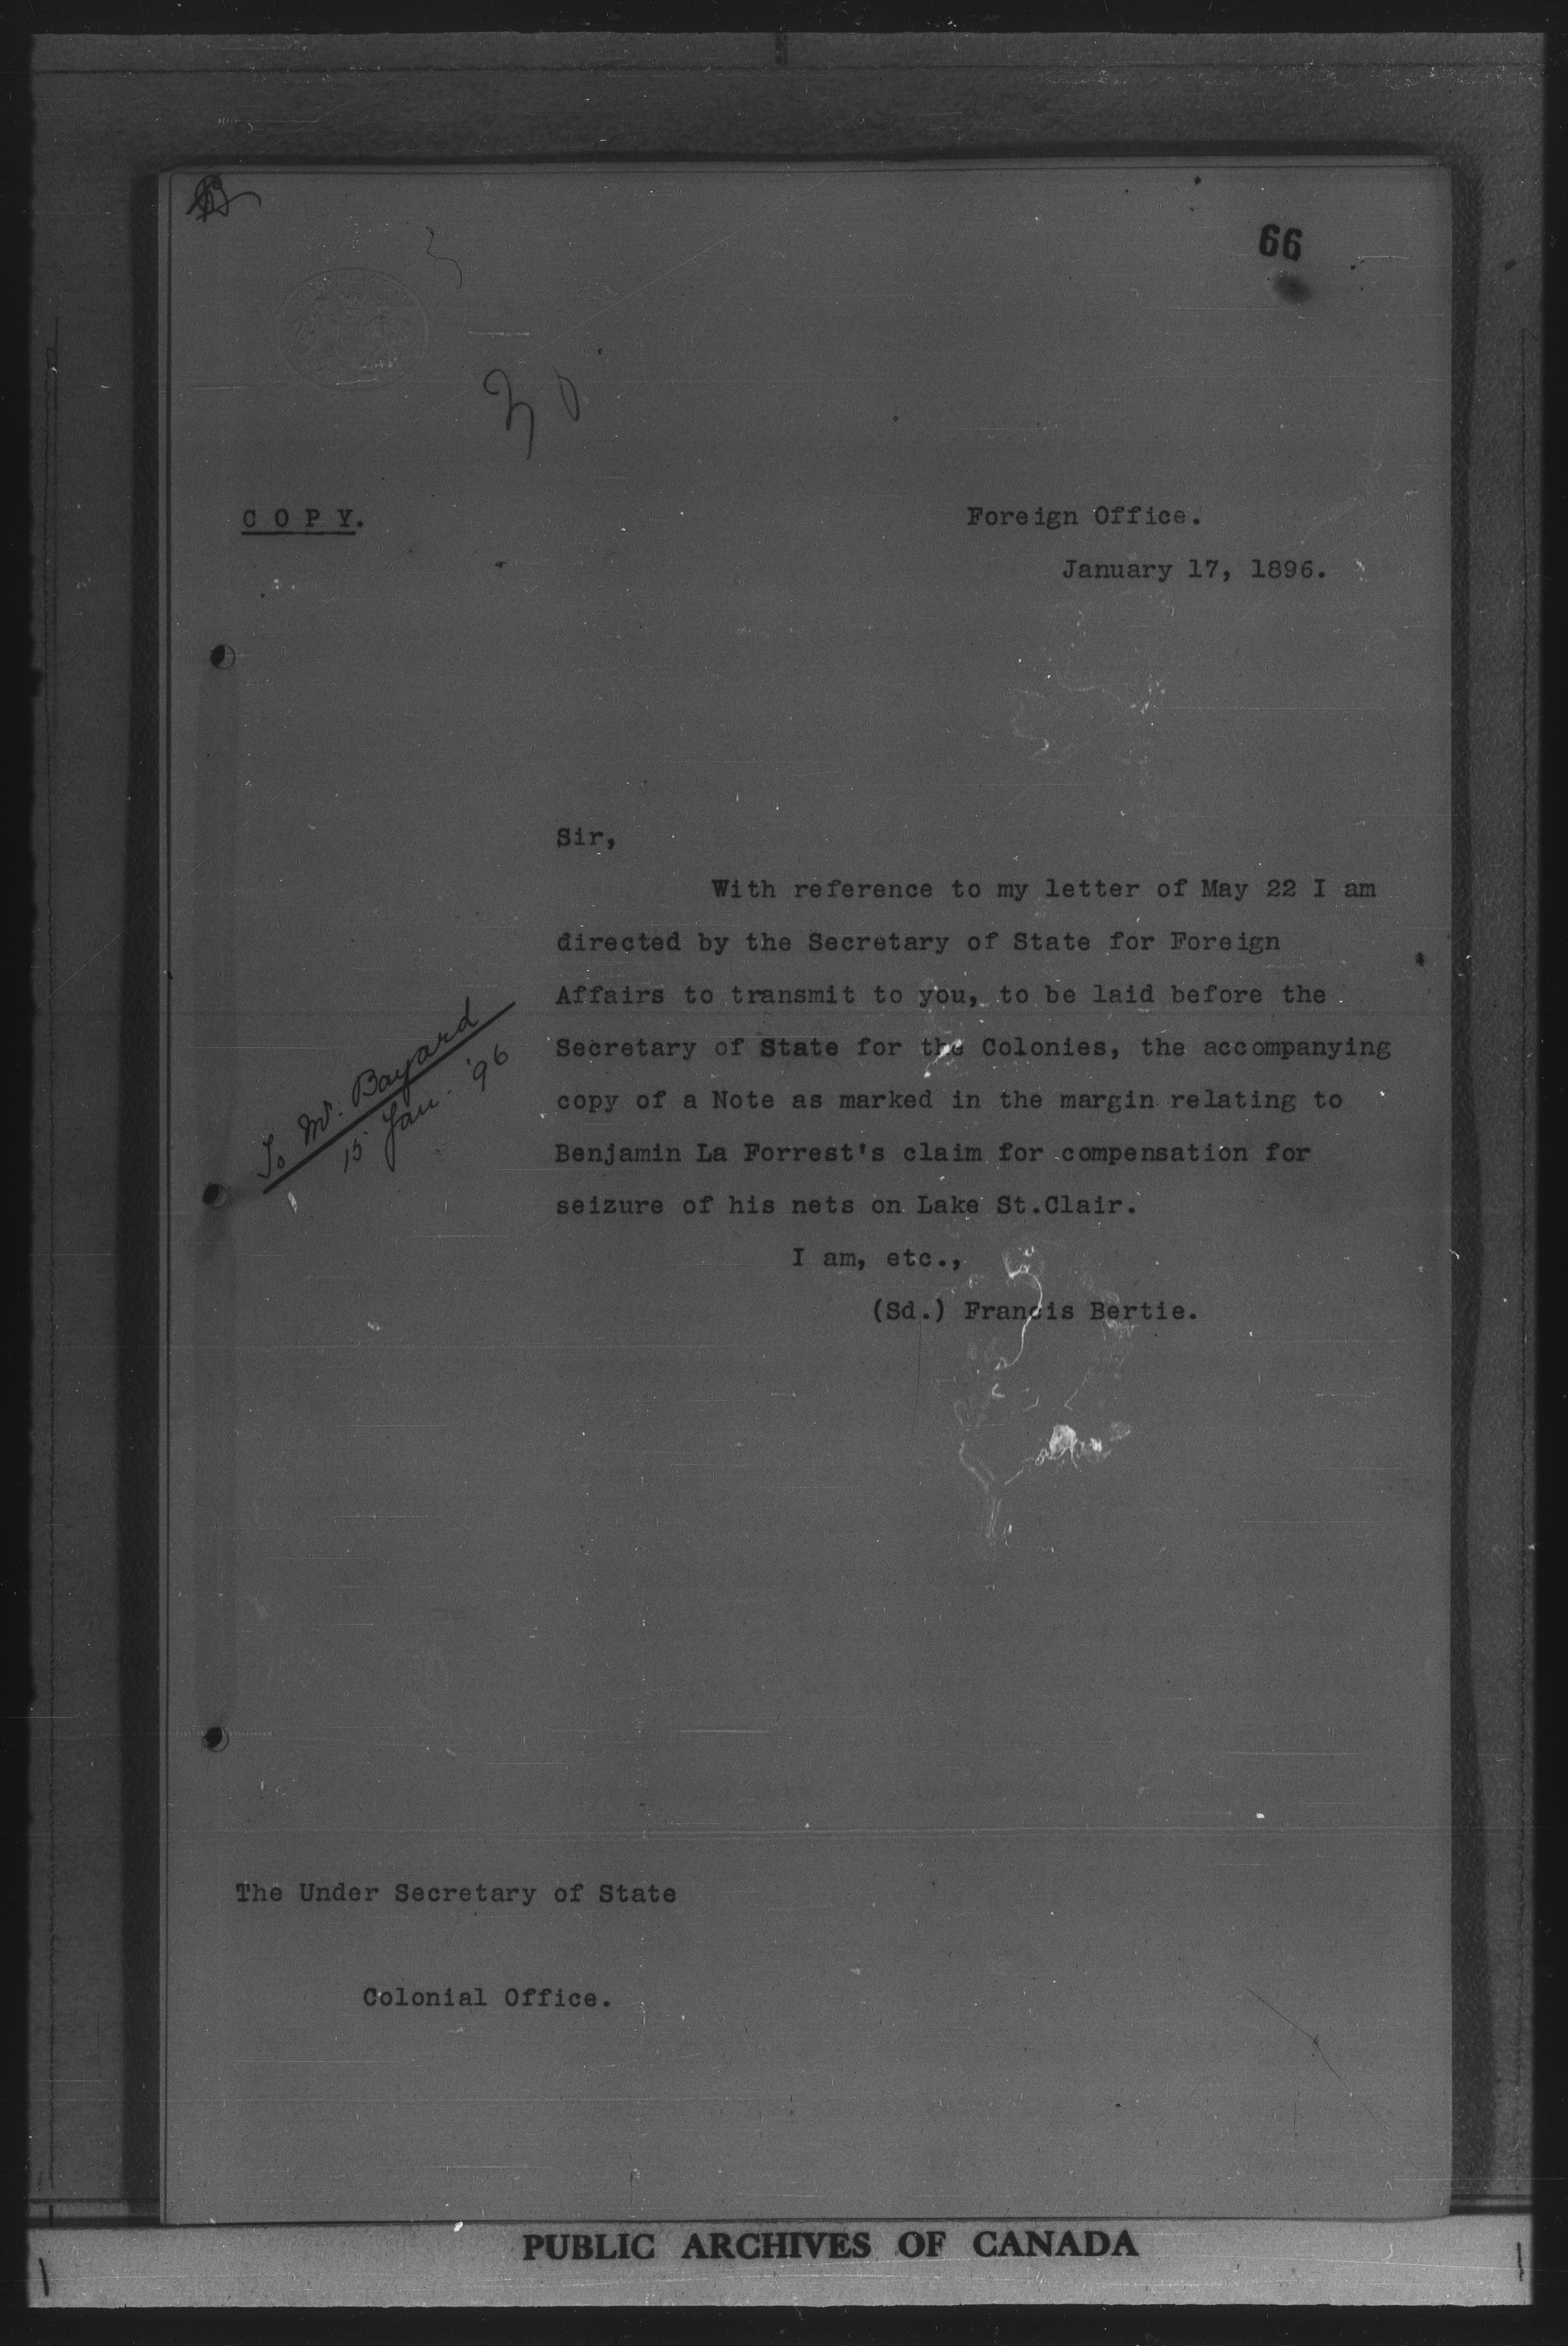 66
C O P Y.
Foreign Office.
January 17, 1896.
Sir,
With reference to my letter of May 22 I am
directed by the Secretary of State for Foreign
Affairs to transmit to you, to be laid before the
Secretary of State for the Colonies, the accompanying
copy of a Note as marked in the margin relating to
Benjamin La Forrest's claim for compensation for
seizure of his nets on Lake St.Clair.
To Mr. Bayard
15 Jan. '96
I am, etc.,
(Sd.) Francis Bertie.
The Under Secretary of State
Colonial Office.
PUBLIC ARCHIVES OF CANADA